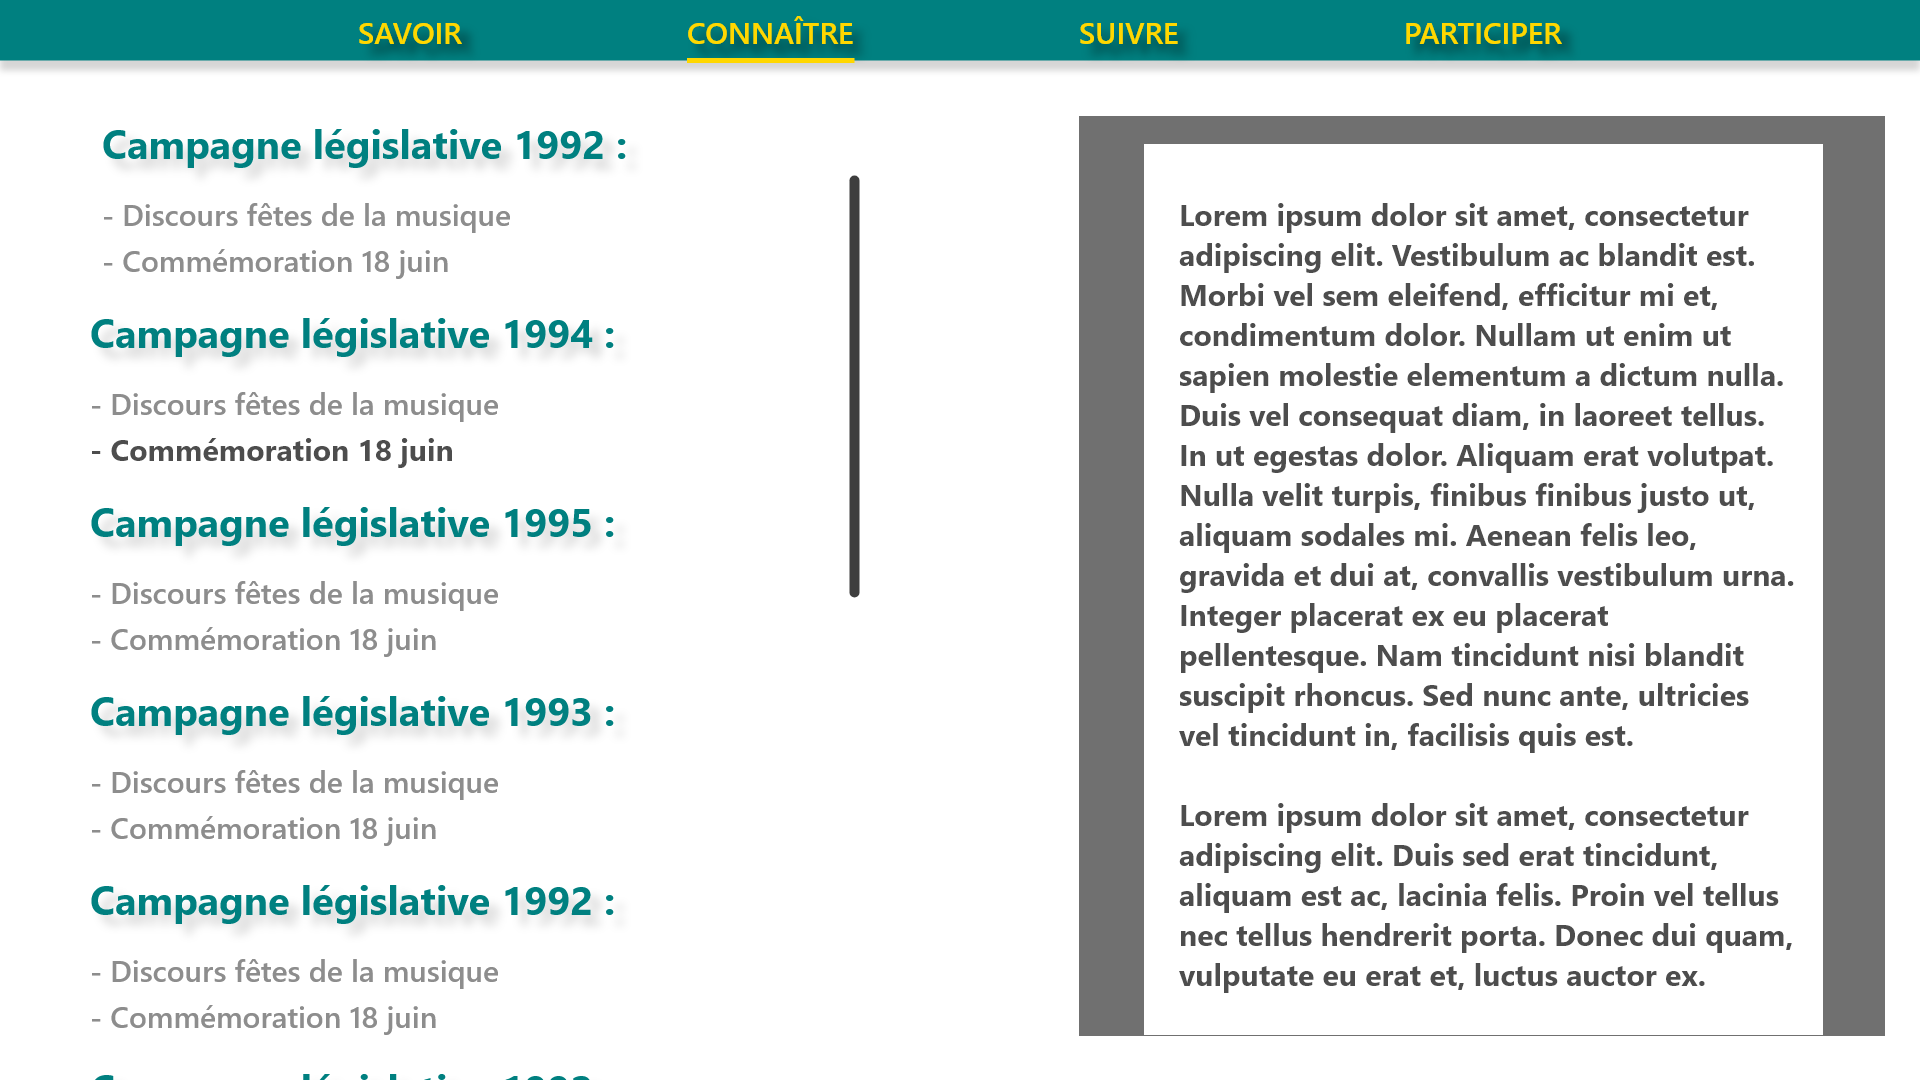 SAVOIR CONNAÎTRE SUIVRE PARTICIPER
Campagne législative 1992 :
- Discours fêtes de la musique
- Commémoration 18 juin
Campagne législative 1994 :
- Discours fêtes de la musique
- Commémoration 18 juin
Campagne législative 1995 :
- Discours fêtes de la musique
- Commémoration 18 juin
Campagne législative 1993 :
- Discours fêtes de la musique
- Commémoration 18 juin
Campagne législative 1992 :
- Discours fêtes de la musique
- Commémoration 18 juin
Campagne législative 1993
Lorem ipsum dolor sit amet, consectetur
adipiscing elit. Vestibulum ac blandit est.
Morbi vel sem eleifend, efficitur mi et,
condimentum dolor. Nullam ut enim ut
sapien molestie elementum a dictum nulla.
Duis vel consequat diam, in laoreet tellus.
In ut egestas dolor. Aliquam erat volutpat.
Nulla velit turpis, finibus finibus justo ut,
aliquam sodales mi. Aenean felis leo,
gravida et dui at, convallis vestibulum urna.
Integer placerat ex eu placerat
pellentesque. Nam tincidunt nisi blandit
suscipit rhoncus. Sed nunc ante, ultricies
vel tincidunt in, facilisis quis est.
Lorem ipsum dolor sit amet, consectetur
adipiscing elit. Duis sed erat tincidunt,
aliquam est ac, lacinia felis. Proin vel tellus
nec tellus hendrerit porta. Donec dui quam,
vulputate eu erat et, luctus auctor ex.